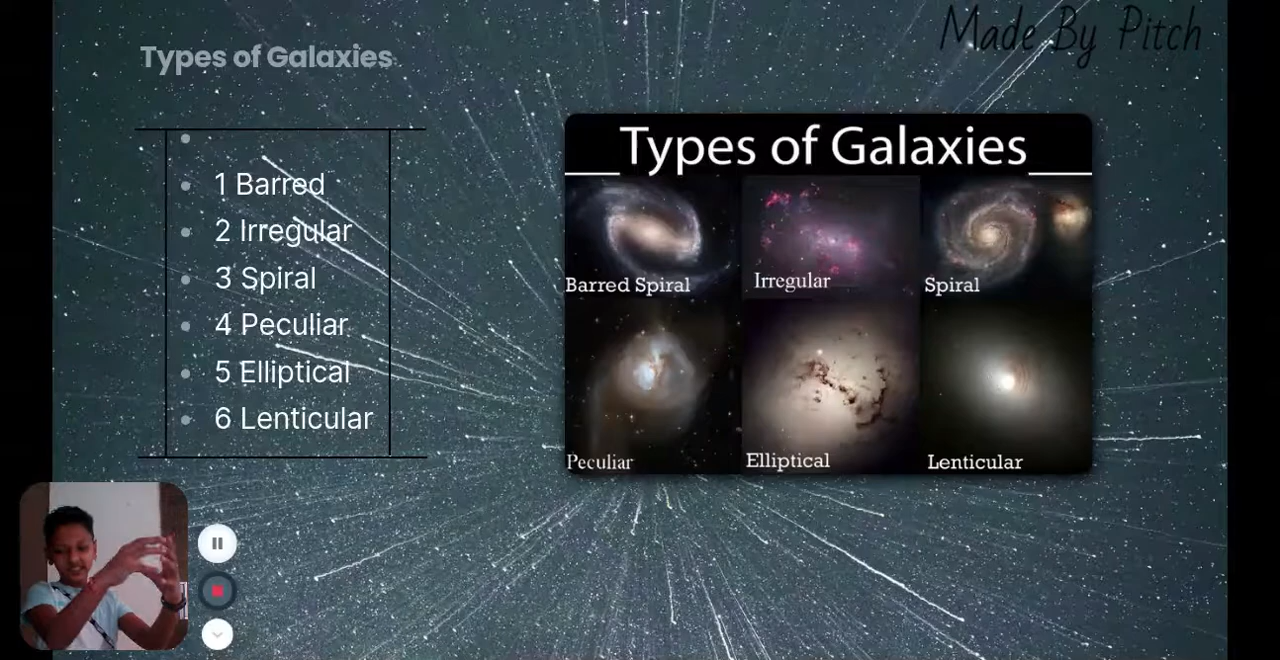 Made By Pitch
Types of Galaxies
1 Barred
2 Irregular
3 Spiral
4 Peculiar
5 Elliptical
6 Lenticular
Types of Galaxies
Barred Spiral
Irregular
Spiral
Peculiar
Elliptical
Lenticular